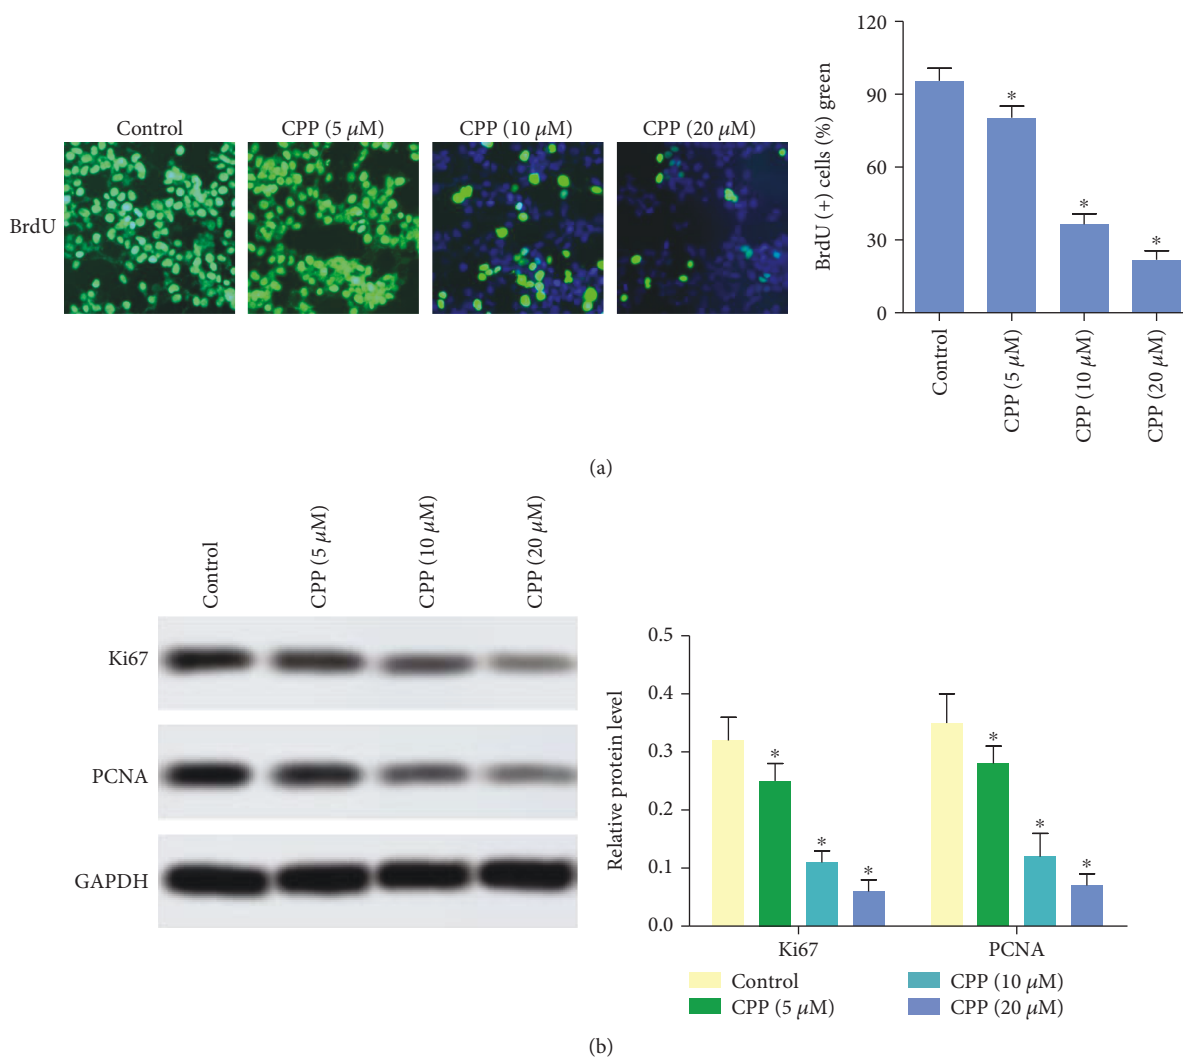 Control
CPP (5 μM)
CPP (10 μM)
CPP (20 μM)
BrdU
BrdU (+) cells (%) green
120
90
60
30
0
*
*
*
Control
CPP (5 μM)
CPP (10 μM)
CPP (20 μM)
(a)
Control
CPP (5 μM)
CPP (10 μM)
CPP (20 μM)
Ki67
PCNA
GAPDH
Relative protein level
0.5
0.4
0.3
0.2
0.1
0.0
*
*
*
*
*
*
Ki67
PCNA
Control
CPP (5 μM)
CPP (10 μM)
CPP (20 μM)
(b)